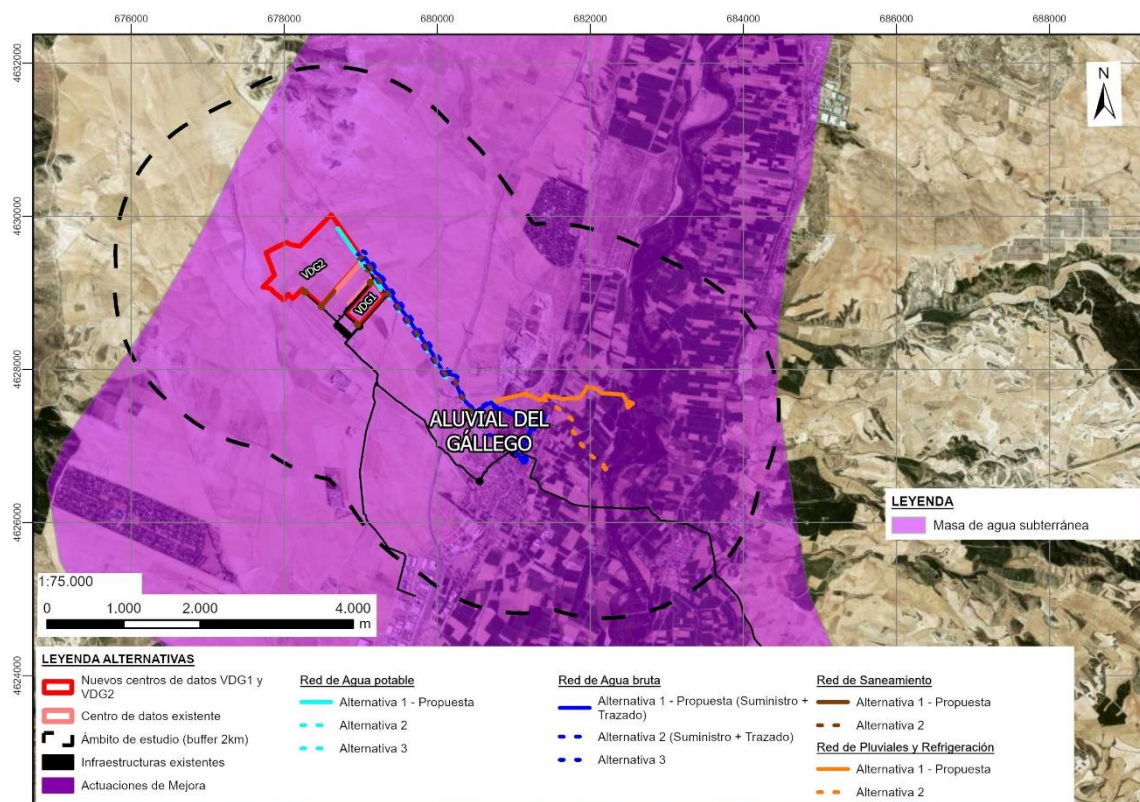 676000
678000
680000
682000
684000
686000
688000
4632000
4630000
4628000
4626000
4624000
N
VDG2
VDG1
ALUVIAL DEL
GÁLLEGO
LEYENDA
Masa de agua subterránea
1:75.000
0 1.000 2.000 4.000
m
LEYENDA ALTERNATIVAS
Nuevos centros de datos VDG1 y
VDG2
Centro de datos existente
Ámbito de estudio (buffer 2km)
Infraestructuras existentes
Actuaciones de Mejora
Red de Agua potable
Alternativa 1 - Propuesta
Alternativa 2
Alternativa 3
Red de Agua bruta
Alternativa 1 - Propuesta (Suministro +
Trazado)
Alternativa 2 (Suministro + Trazado)
Alternativa 3
Red de Saneamiento
Alternativa 1 - Propuesta
Alternativa 2
Red de Pluviales y Refrigeración
Alternativa 1 - Propuesta
Alternativa 2